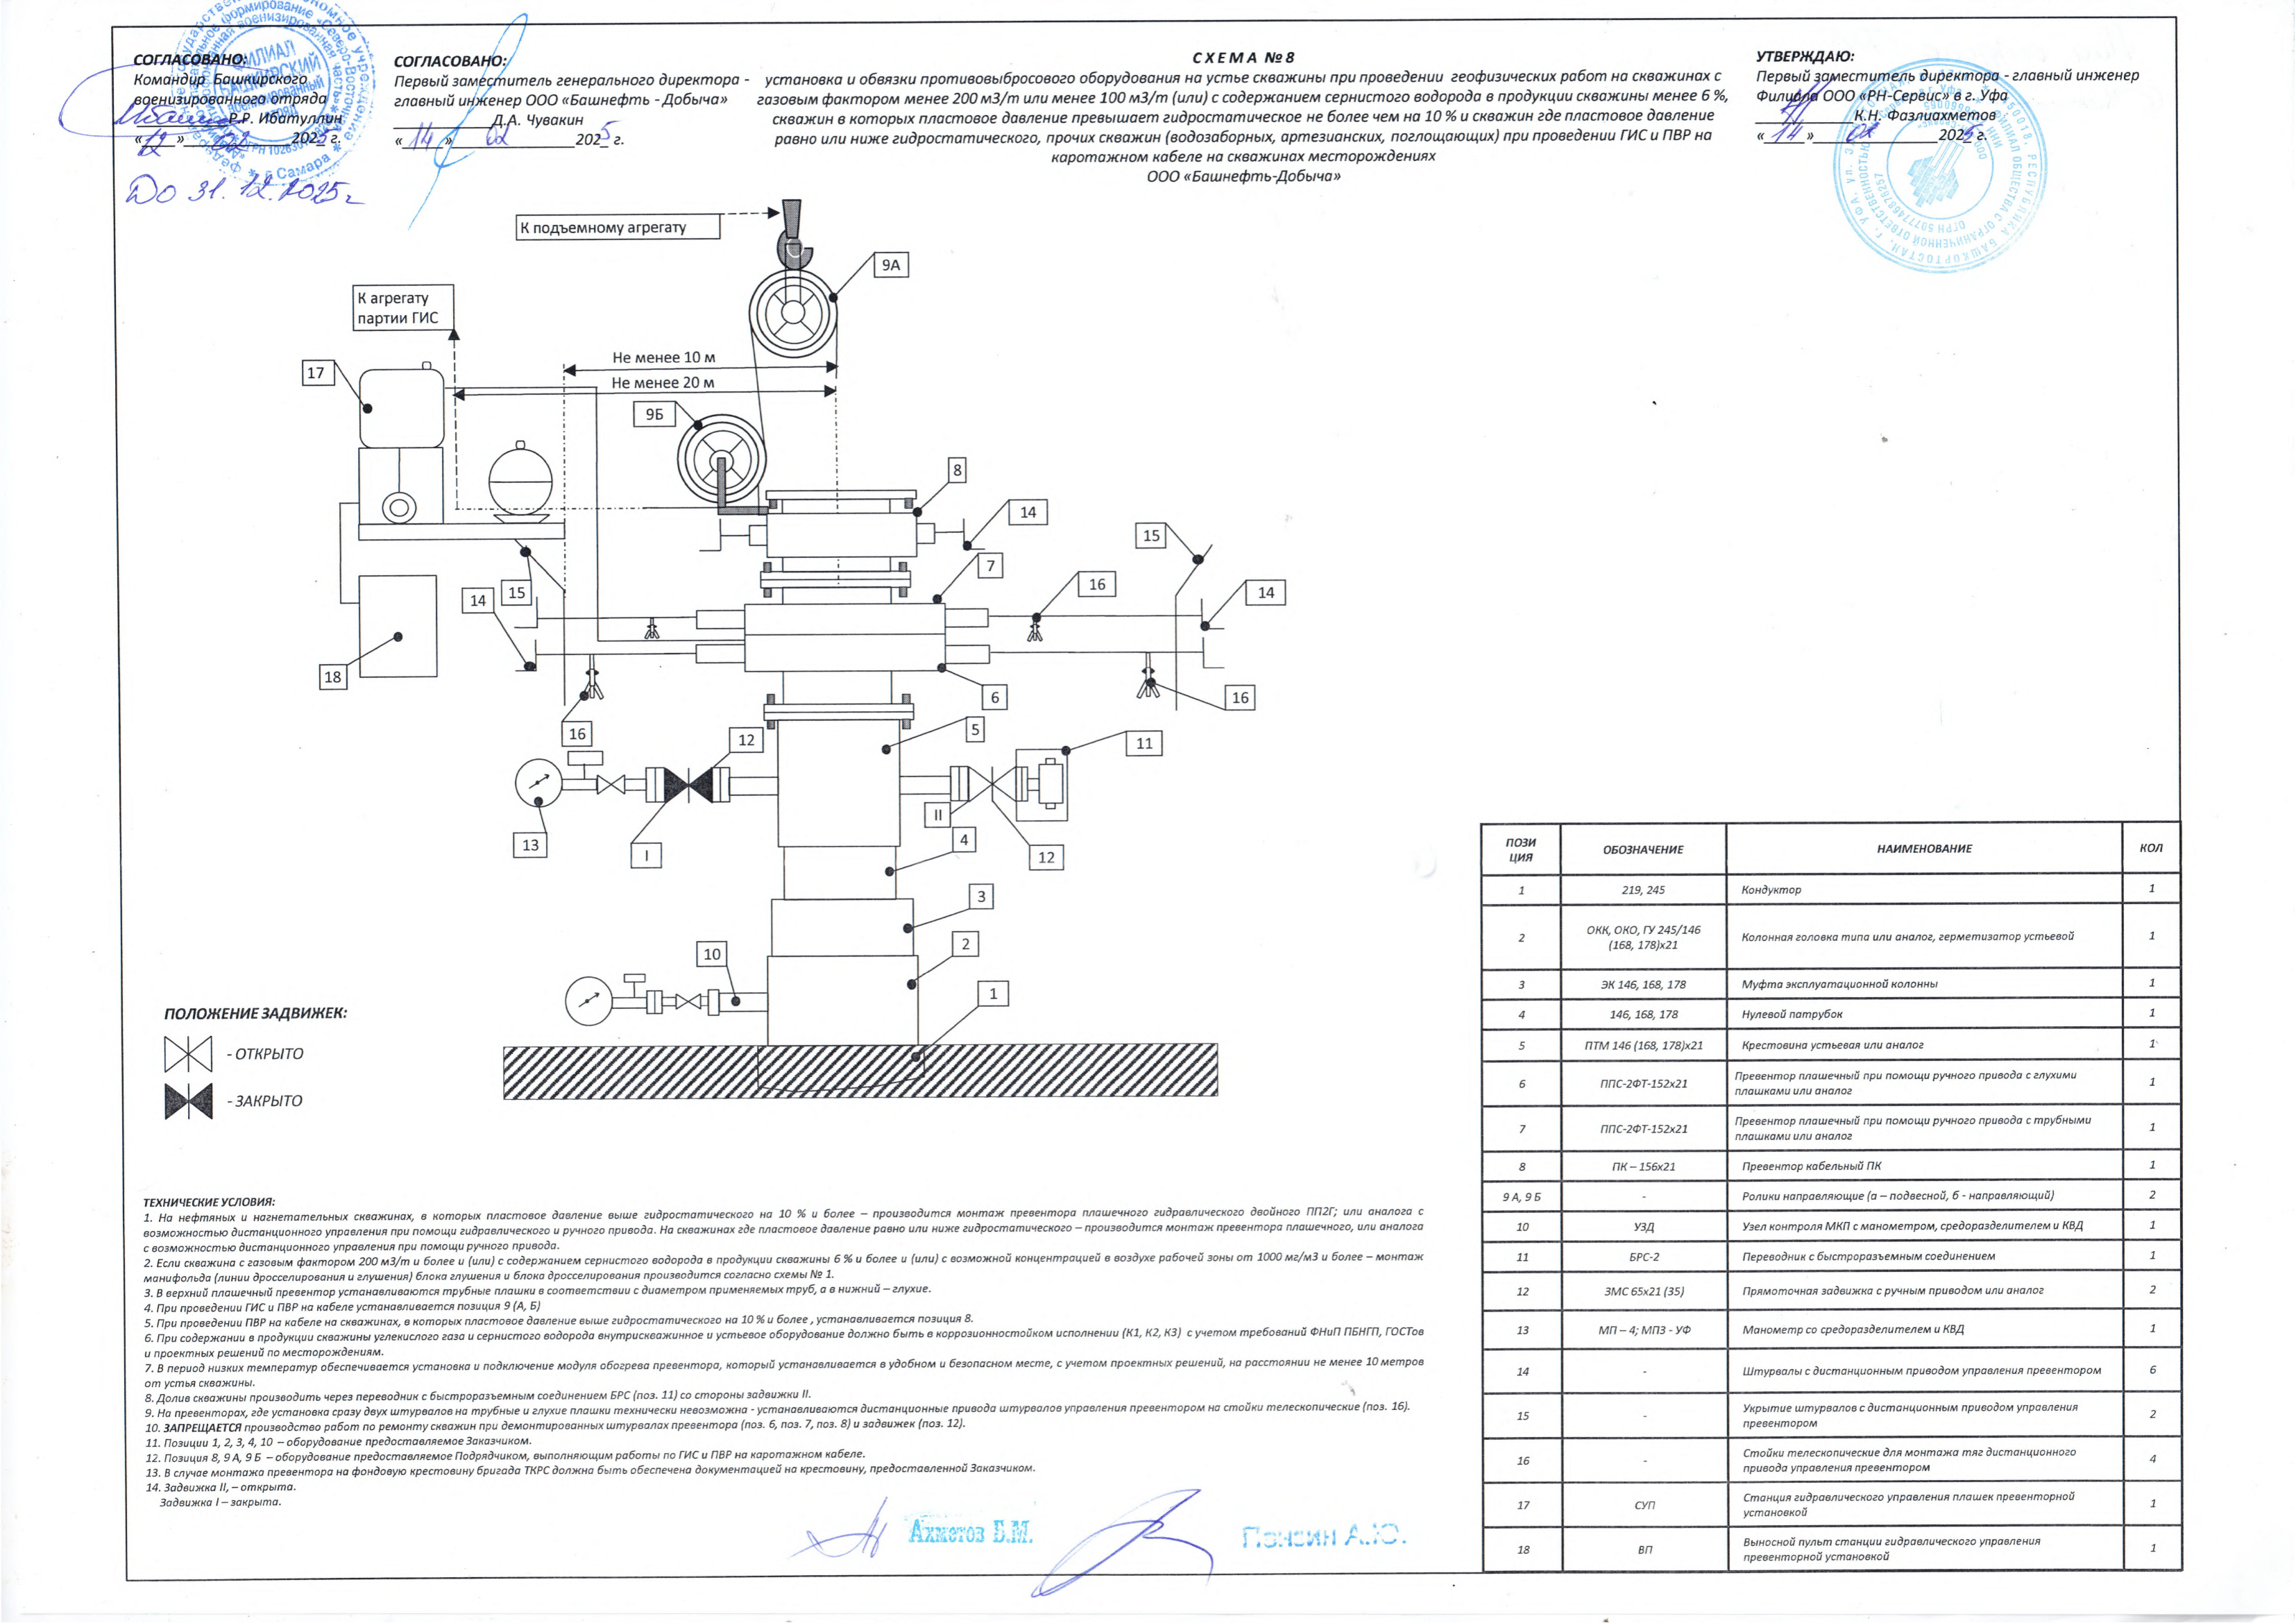 СОГЛАСОВАНО:
Командир Башкирского
военизированного отряда
Р.Р. Ибатуллин
«12» 02 2025 г.
До 31.12.2025г
ФИЛИАЛ
БАШКИРСКИЙ
военизированный
отряд
г. Самара
СОГЛАСОВАНО:
Первый заместитель генерального директора -
главный инженер ООО «Башнефть - Добыча»
Д.А. Чувакин
«14» 02 2025 г.
СХЕМА №8
установка и обвязки противовыбросового оборудования на устье скважины при проведении геофизических работ на скважинах с
газовым фактором менее 200 м3/т или менее 100 м3/т (или) с содержанием сернистого водорода в продукции скважины менее 6 %,
скважин в которых пластовое давление превышает гидростатическое не более чем на 10 % и скважин где пластовое давление
равно или ниже гидростатического, прочих скважин (водозаборных, артезианских, поглощающих) при проведении ГИС и ПВР на
каротажном кабеле на скважинах месторождениях
ООО «Башнефть-Добыча»
УТВЕРЖДАЮ:
Первый заместитель директора - главный инженер
Филиала ООО «РН-Сервис» в г. Уфа
К.Н. Фазлиахметов
«14» 02 2025 г.
К подъемному агрегату
9А
К агрегату
партии ГИС
Не менее 10 м
17
Не менее 20 м
9Б
8
14
15
7
16
14
15
14
18
6
16
16
5
12
11
II
13
I
4
12
3
2
10
1
ПОЛОЖЕНИЕ ЗАДВИЖЕК:
- ОТКРЫТО
- ЗАКРЫТО
ПОЗИ
ЦИЯ
ОБОЗНАЧЕНИЕ
НАИМЕНОВАНИЕ
КОЛ
1 219, 245 Кондуктор 1
2 ОКК, ОКО, ГУ 245/146
(168, 178)х21 Колонная головка типа или аналог, герметизатор устьевой 1
3 ЭК 146, 168, 178 Муфта эксплуатационной колонны 1
4 146, 168, 178 Нулевой патрубок 1
5 ПТМ 146 (168, 178)х21 Крестовина устьевая или аналог 1
6 ППС-2ФТ-152х21 Превентор плашечный при помощи ручного привода с глухими
плашками или аналог 1
7 ППС-2ФТ-152х21 Превентор плашечный при помощи ручного привода с трубными
плашками или аналог 1
8 ПК – 156х21 Превентор кабельный ПК 1
9 А, 9 Б - Ролики направляющие (а – подвесной, б - направляющий) 2
10 УЗД Узел контроля МКП с манометром, средоразделителем и КВД 1
11 БРС-2 Переводник с быстроразъемным соединением 1
12 ЗМС 65х21 (35) Прямоточная задвижка с ручным приводом или аналог 2
13 МП – 4; МПЗ - УФ Манометр со средоразделителем и КВД 1
14 - Штурвалы с дистанционным приводом управления превентором 6
15 - Укрытие штурвалов с дистанционным приводом управления
превентором 2
16 - Стойки телескопические для монтажа тяг дистанционного
привода управления превентором 4
17 СУП Станция гидравлического управления плашек превенторной
установкой 1
18 ВП Выносной пульт станции гидравлического управления
превенторной установкой 1
ТЕХНИЧЕСКИЕ УСЛОВИЯ:
1. На нефтяных и нагнетательных скважинах, в которых пластовое давление выше гидростатического на 10 % и более – производится монтаж превентора плашечного гидравлического двойного ПП2Г; или аналога с
возможностью дистанционного управления при помощи гидравлического и ручного привода. На скважинах где пластовое давление равно или ниже гидростатического – производится монтаж превентора плашечного, или аналога
с возможностью дистанционного управления при помощи ручного привода.
2. Если скважина с газовым фактором 200 м3/т и более и (или) с содержанием сернистого водорода в продукции скважины 6 % и более и (или) с возможной концентрацией в воздухе рабочей зоны от 1000 мг/м3 и более – монтаж
манифольда (линии дросселирования и глушения) блока глушения и блока дросселирования производится согласно схемы № 1.
3. В верхний плашечный превентор устанавливаются трубные плашки в соответствии с диаметром применяемых труб, а в нижний – глухие.
4. При проведении ГИС и ПВР на кабеле устанавливается позиция 9 (А, Б)
5. При проведении ПВР на кабеле на скважинах, в которых пластовое давление выше гидростатического на 10 % и более , устанавливается позиция 8.
6. При содержании в продукции скважины углекислого газа и сернистого водорода внутрискважинное и устьевое оборудование должно быть в коррозионностойком исполнении (К1, К2, К3) с учетом требований ФНиП ПБНГП, ГОСТов
и проектных решений по месторождениям.
7. В период низких температур обеспечивается установка и подключение модуля обогрева превентора, который устанавливается в удобном и безопасном месте, с учетом проектных решений, на расстоянии не менее 10 метров
от устья скважины.
8. Долив скважины производить через переводник с быстроразъемным соединением БРС (поз. 11) со стороны задвижки II.
9. На превенторах, где установка сразу двух штурвалов на трубные и глухие плашки технически невозможна - устанавливаются дистанционные привода штурвалов управления превентором на стойки телескопические (поз. 16).
10. ЗАПРЕЩАЕТСЯ производство работ по ремонту скважин при демонтированных штурвалах превентора (поз. 6, поз. 7, поз. 8) и задвижек (поз. 12).
11. Позиции 1, 2, 3, 4, 10 – оборудование предоставляемое Заказчиком.
12. Позиция 8, 9 А, 9 Б – оборудование предоставляемое Подрядчиком, выполняющим работы по ГИС и ПВР на каротажном кабеле.
13. В случае монтажа превентора на фондовую крестовину бригада ТКРС должна быть обеспечена документацией на крестовину, предоставленной Заказчиком.
14. Задвижка II, – открыта.
Задвижка I – закрыта.
Ахметов Б.М.